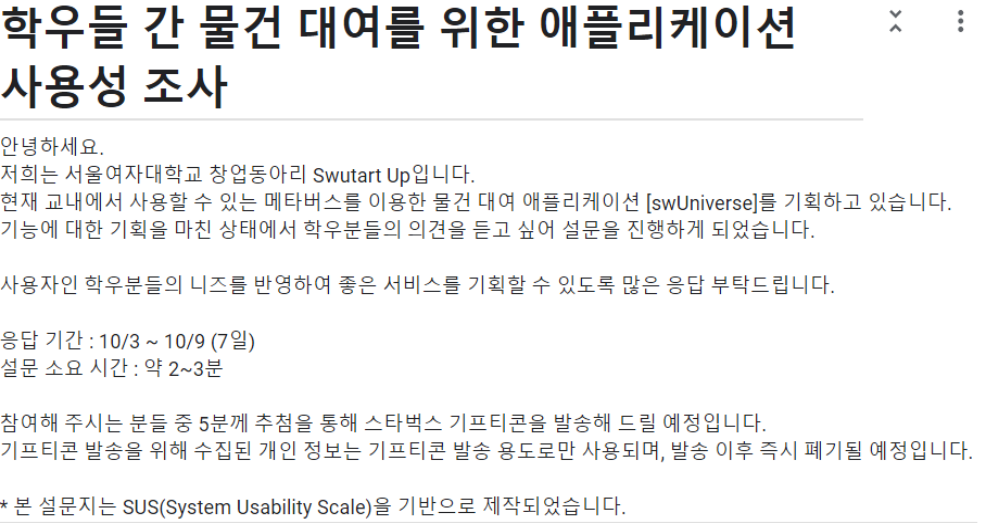 학우들 간 물건 대여를 위한 애플리케이션
사용성 조사
안녕하세요.
저희는 서울여자대학교 창업동아리 Swutart Up입니다.
현재 교내에서 사용할 수 있는 메타버스를 이용한 물건 대여 애플리케이션 [swUniverse]를 기획하고 있습니다.
기능에 대한 기획을 마친 상태에서 학우분들의 의견을 듣고 싶어 설문을 진행하게 되었습니다.
사용자인 학우분들의 니즈를 반영하여 좋은 서비스를 기획할 수 있도록 많은 응답 부탁드립니다.
응답 기간 : 10/3 ~ 10/9 (7일)
설문 소요 시간 : 약 2~3분
참여해 주시는 분들 중 5분께 추첨을 통해 스타벅스 기프티콘을 발송해 드릴 예정입니다.
기프티콘 발송을 위해 수집된 개인 정보는 기프티콘 발송 용도로만 사용되며, 발송 이후 즉시 폐기될 예정입니다.
* 본 설문지는 SUS(System Usability Scale)을 기반으로 제작되었습니다.